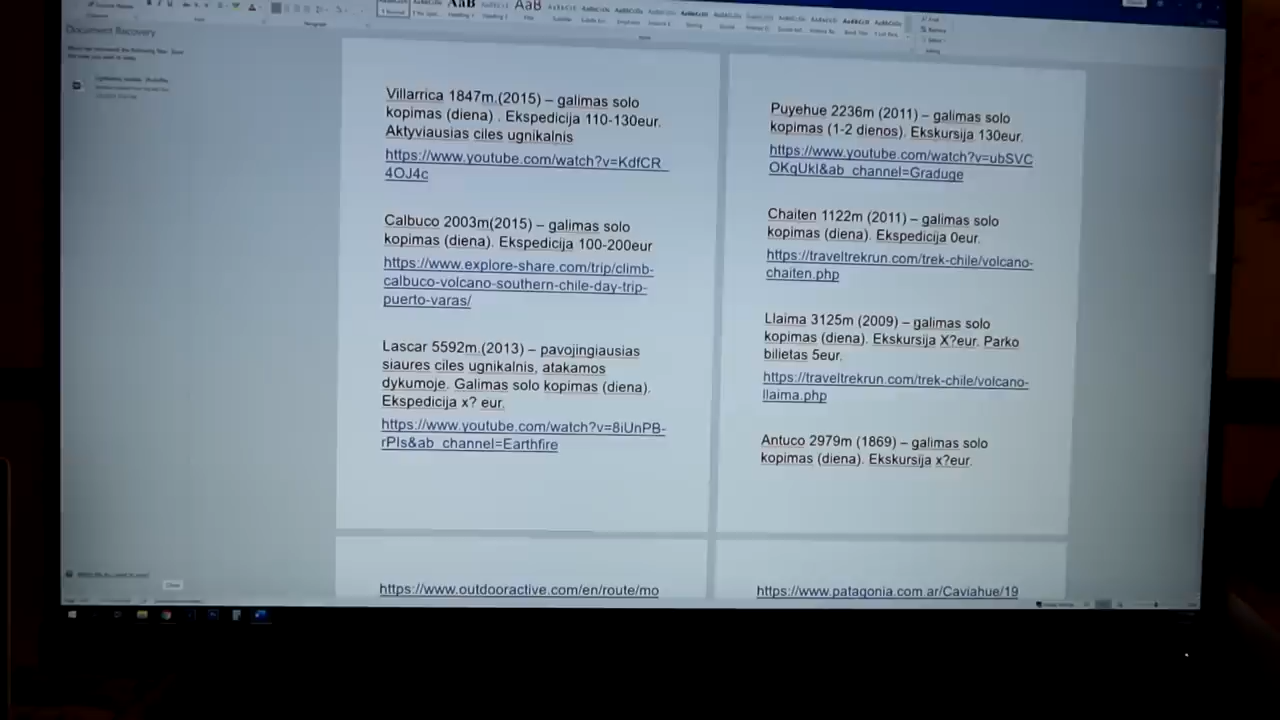 Document Recovery
Villarrica 1847m.(2015) – galimas solo
kopimas (diena) . Ekspedicija 110-130eur.
Aktyviausias ciles ugnikalnis
https://www.youtube.com/watch?v=KdfCR_
4OJ4c
Calbuco 2003m(2015) – galimas solo
kopimas (diena). Ekspedicija 100-200eur
https://www.explore-share.com/trip/climb-
calbuco-volcano-southern-chile-day-trip-
puerto-varas/
Lascar 5592m.(2013) – pavojingiausias
siaures ciles ugnikalnis, atakamos
dykumoje. Galimas solo kopimas (diena).
Ekspedicija x? eur.
https://www.youtube.com/watch?v=8iUnPB-
rPIs&ab_channel=Earthfire
https://www.outdooractive.com/en/route/mo
Puyehue 2236m (2011) – galimas solo
kopimas (1-2 dienos). Ekskursija 130eur.
https://www.youtube.com/watch?v=ubSVC
OKqUkI&ab_channel=Graduge
Chaiten 1122m (2011) – galimas solo
kopimas (diena). Ekspedicija 0eur.
https://traveltrekrun.com/trek-chile/volcano-
chaiten.php
Llaima 3125m (2009) – galimas solo
kopimas (diena). Ekskursija X?eur. Parko
bilietas 5eur.
https://traveltrekrun.com/trek-chile/volcano-
llaima.php
Antuco 2979m (1869) – galimas solo
kopimas (diena). Ekskursija x?eur.
https://www.patagonia.com.ar/Caviahue/19